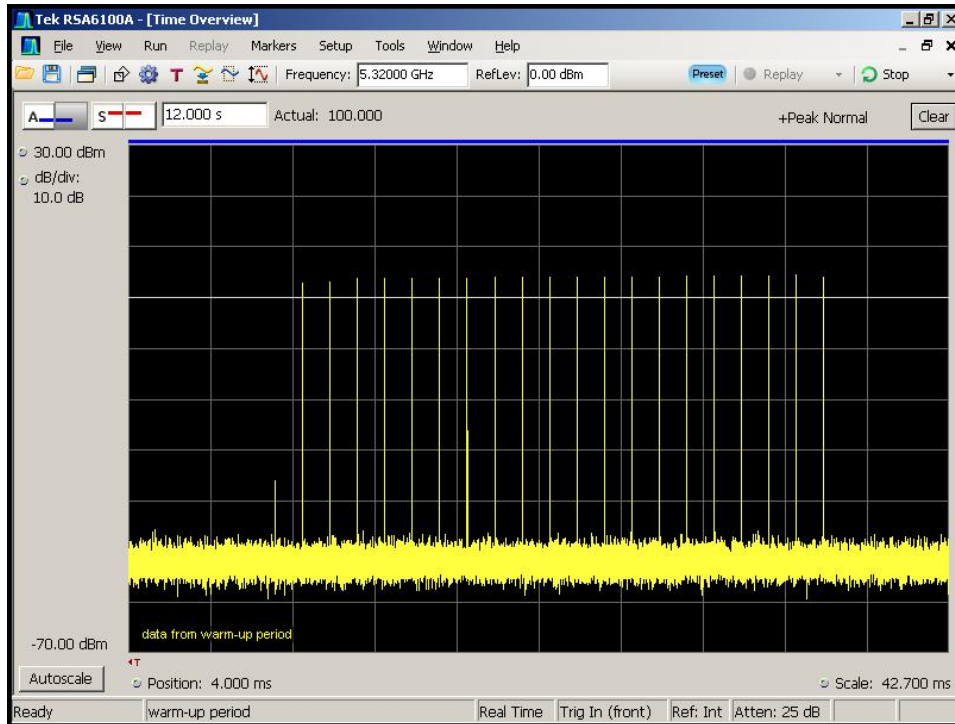 Tek RSA6100A - [Time Overview]
File View Run Replay Markers Setup Tools Window Help
T Frequency: 5.32000 GHz RefLev: 0.00 dBm Preset Replay Stop
A S 12.000 s Actual: 100.000 +Peak Normal Clear
30.00 dBm
dB/div:
10.0 dB
data from warm-up period
-70.00 dBm
T
Autoscale Position: 4.000 ms Scale: 42.700 ms
Ready warm-up period Real Time Trig In (front) Ref: Int Atten: 25 dB